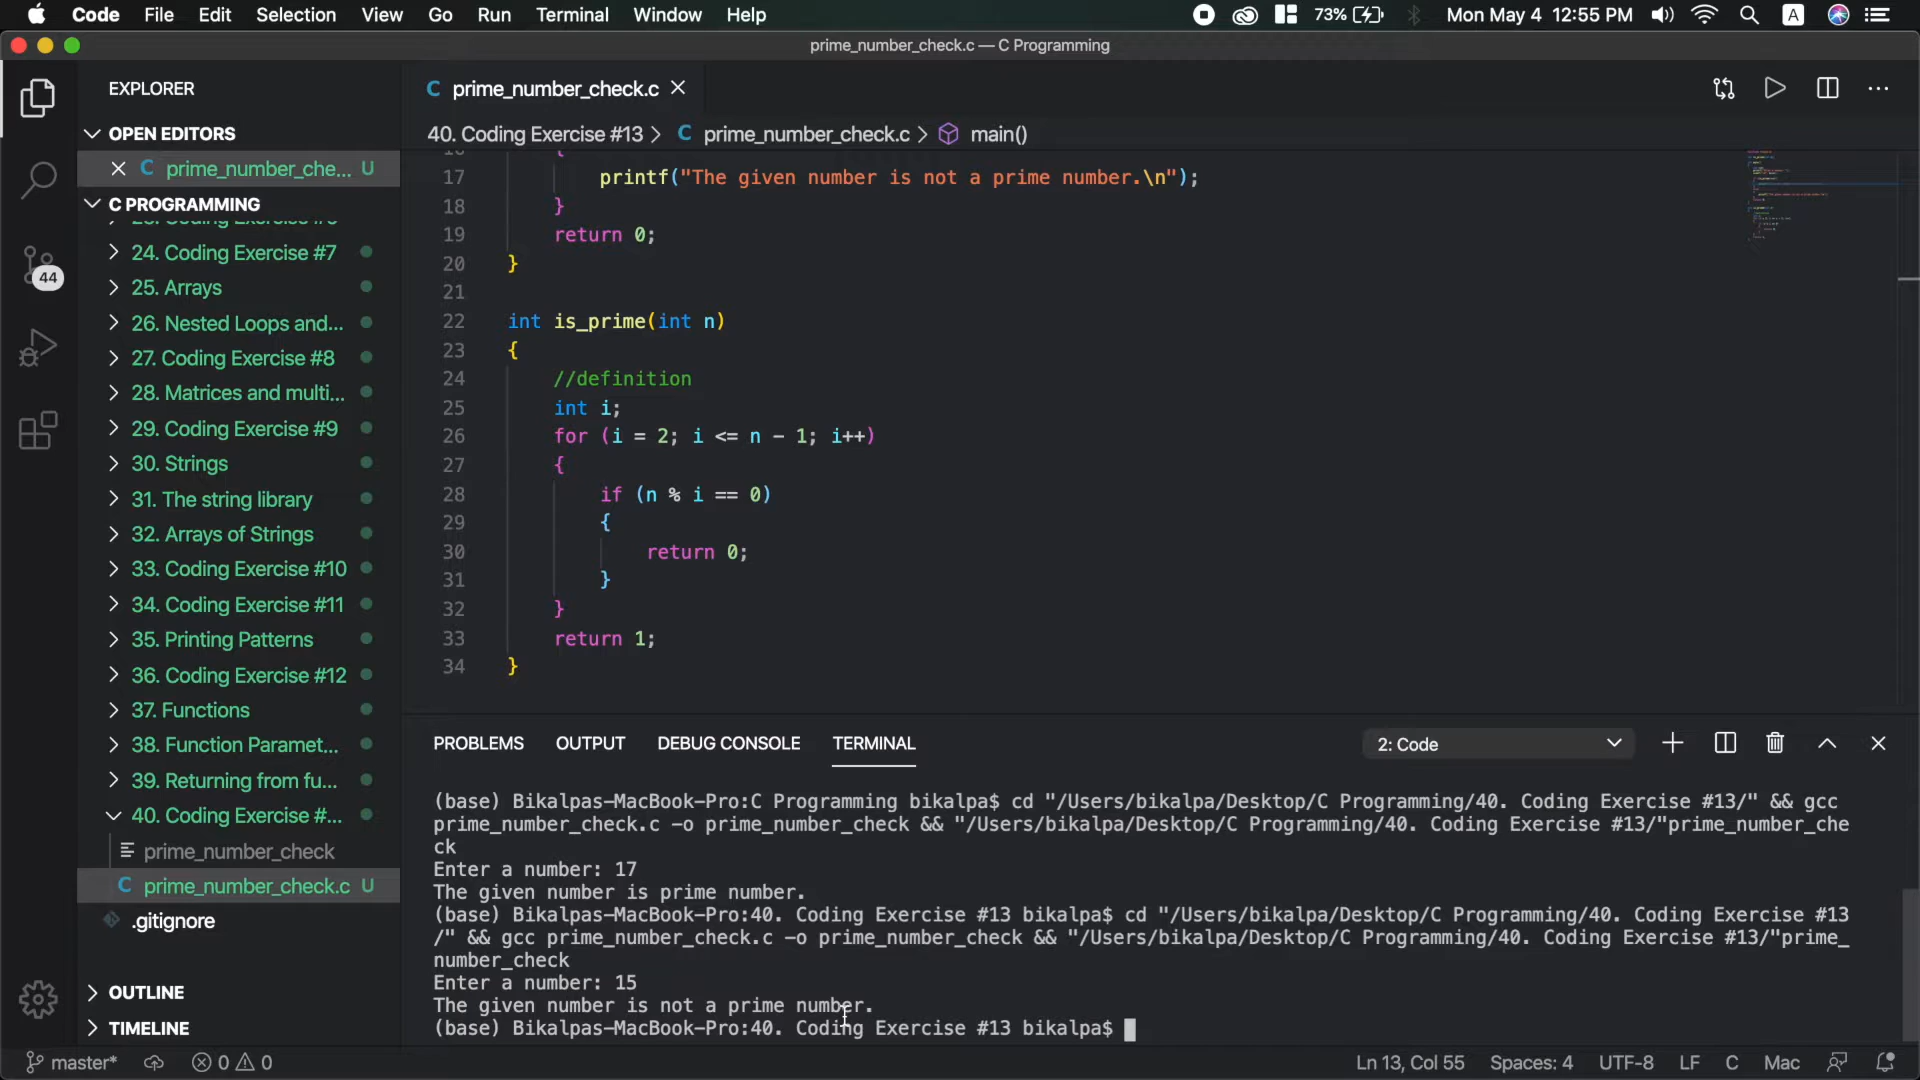 Code File Edit Selection View Go Run Terminal Window Help 73% Mon May 4 12:55 PM A
prime_number_check.c — C Programming
EXPLORER
OPEN EDITORS
prime_number_che... U
C PROGRAMMING
24. Coding Exercise #7
25. Arrays
26. Nested Loops and...
27. Coding Exercise #8
28. Matrices and multi...
29. Coding Exercise #9
30. Strings
31. The string library
32. Arrays of Strings
33. Coding Exercise #10
34. Coding Exercise #11
35. Printing Patterns
36. Coding Exercise #12
37. Functions
38. Function Paramet...
39. Returning from fu...
40. Coding Exercise #...
prime_number_check
C prime_number_check.c U
.gitignore
OUTLINE
TIMELINE
44
C prime_number_check.c
40. Coding Exercise #13 > C prime_number_check.c > main()
17 printf("The given number is not a prime number.\n");
18 }
19 return 0;
20 }
21
22 int is_prime(int n)
23 {
24 //definition
25 int i;
26 for (i = 2; i <= n - 1; i++)
27 {
28 if (n % i == 0)
29 {
30 return 0;
31 }
32 }
33 return 1;
34 }
PROBLEMS OUTPUT DEBUG CONSOLE TERMINAL 2: Code
(base) Bikalpas-MacBook-Pro:C Programming bikalpa$ cd "/Users/bikalpa/Desktop/C Programming/40. Coding Exercise #13/" && gcc
prime_number_check.c -o prime_number_check && "/Users/bikalpa/Desktop/C Programming/40. Coding Exercise #13/"prime_number_che
ck
Enter a number: 17
The given number is prime number.
(base) Bikalpas-MacBook-Pro:40. Coding Exercise #13 bikalpa$ cd "/Users/bikalpa/Desktop/C Programming/40. Coding Exercise #13
/" && gcc prime_number_check.c -o prime_number_check && "/Users/bikalpa/Desktop/C Programming/40. Coding Exercise #13/"prime_
number_check
Enter a number: 15
The given number is not a prime number.
(base) Bikalpas-MacBook-Pro:40. Coding Exercise #13 bikalpa$
master* 0 0 Ln 13, Col 55 Spaces: 4 UTF-8 LF C Mac